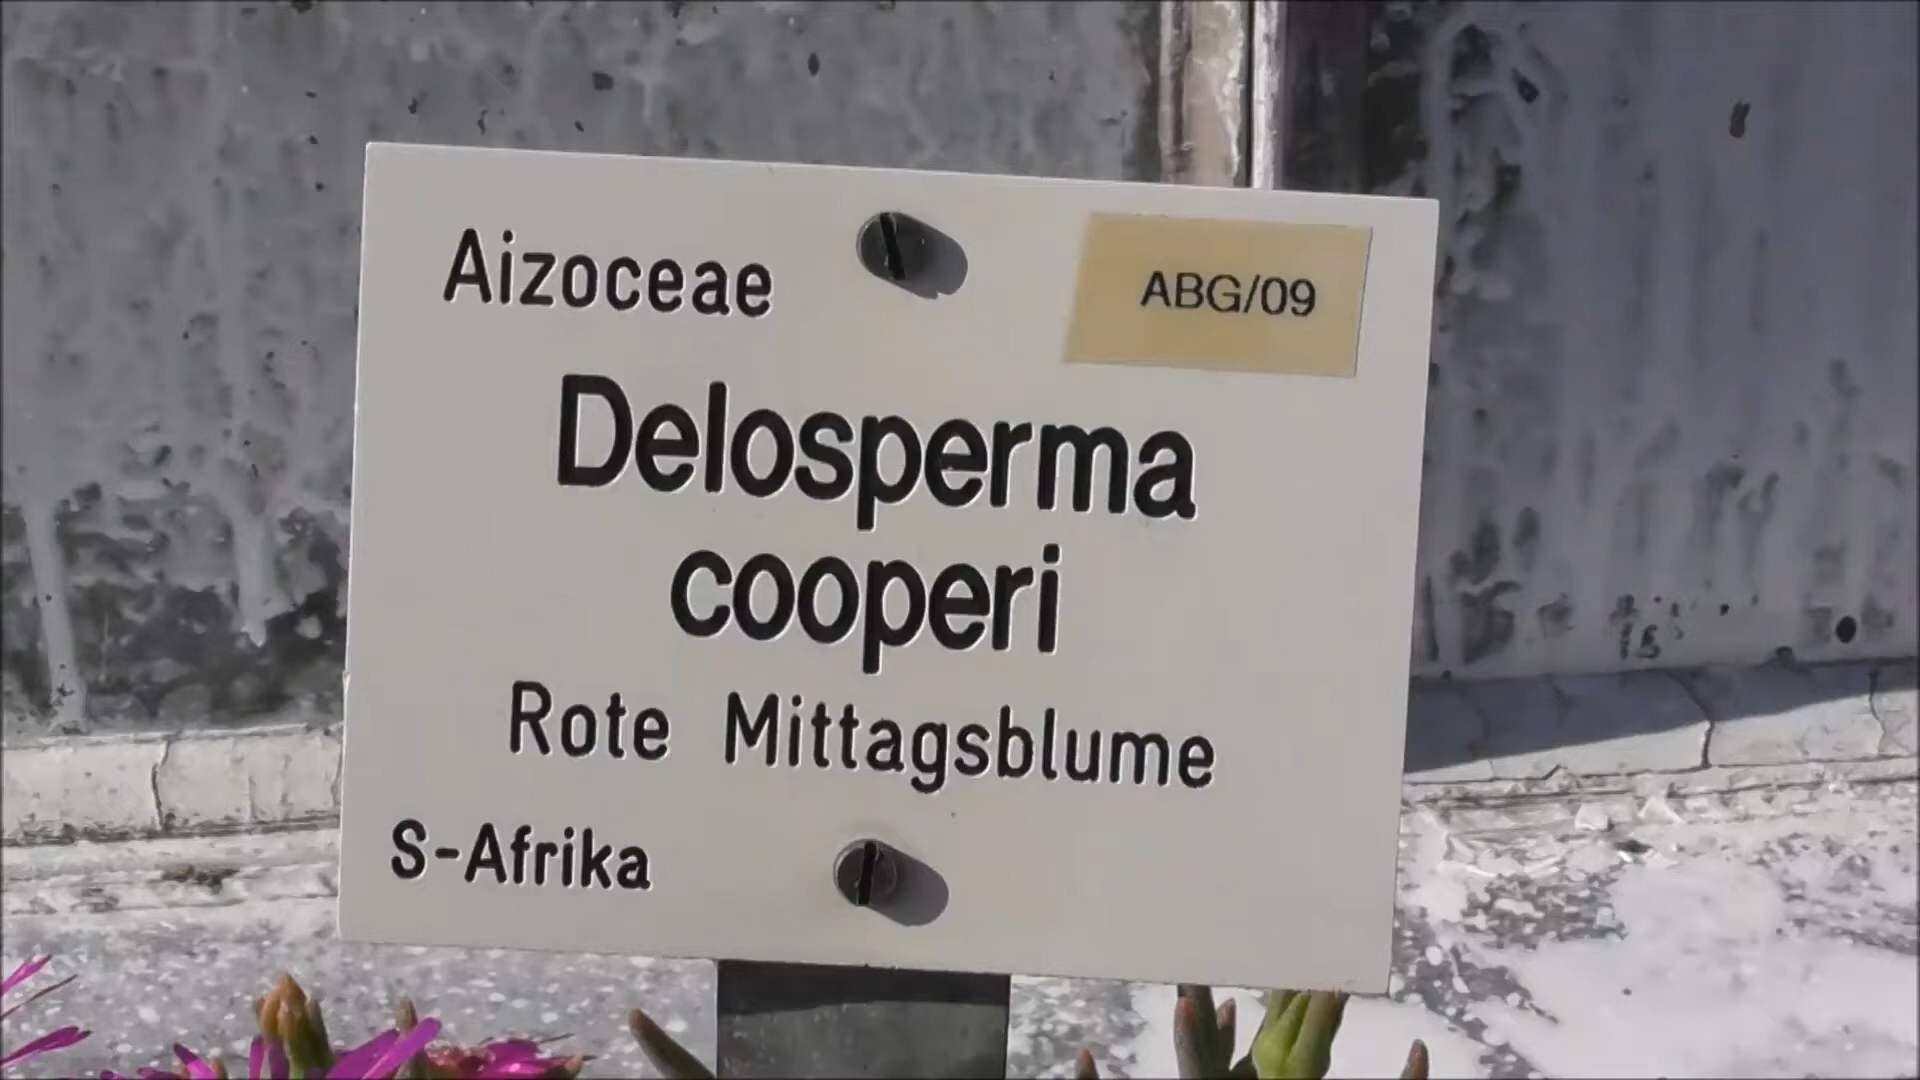 Aizoceae
ABG/09
Delosperma
cooperi
Rote Mittagsblume
S-Afrika